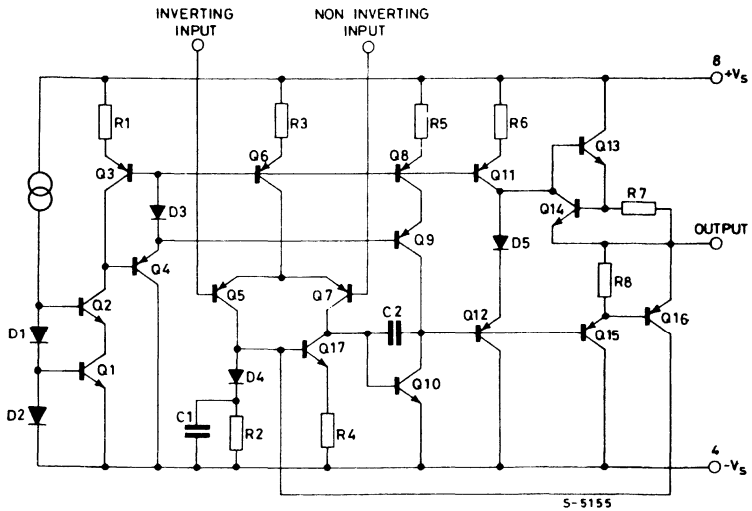 INVERTING
INPUT
NON INVERTING
INPUT
8
+Vs
R1
R3
R5
R6
Q13
Q3
Q6
Q8
Q11
R7
D3
Q14
OUTPUT
Q4
Q9
D5
R8
Q2
Q5
Q7
C2
Q12
Q15
Q16
D1
Q17
Q1
D4
Q10
D2
C1
R2
R4
4
-Vs
S-5155